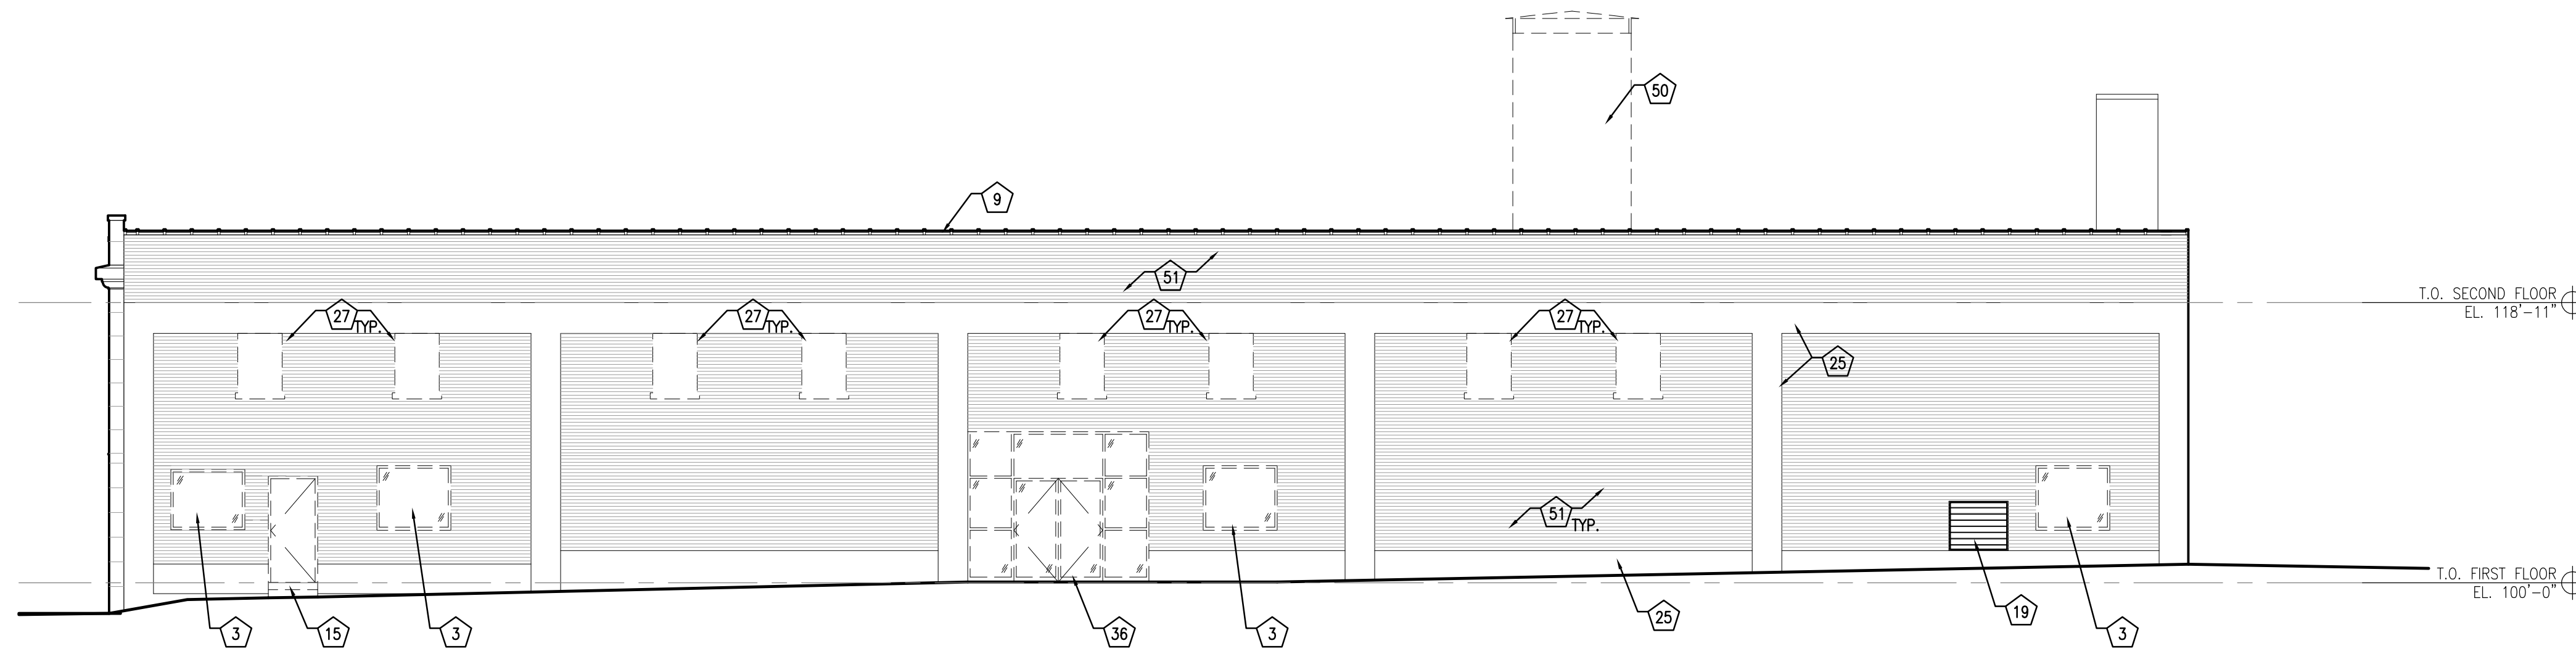 50
9
51
T.O. SECOND FLOOR
EL. 118'-11"
27
TYP.
27
TYP.
27
TYP.
27
TYP.
25
51
TYP.
T.O. FIRST FLOOR
EL. 100'-0"
3
15
3
36
3
25
19
3